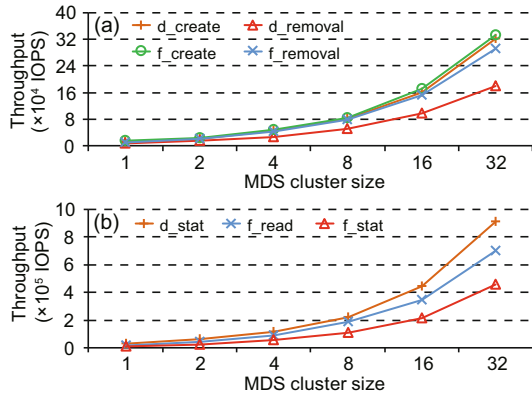 (a)
d_create
d_removal
f_create
f_removal
Throughput
(×10⁴ IOPS)
40
32
24
16
8
0
1 2 4 8 16 32
MDS cluster size
(b)
d_stat f_read f_stat
Throughput
(×10⁵ IOPS)
10
8
6
4
2
0
1 2 4 8 16 32
MDS cluster size